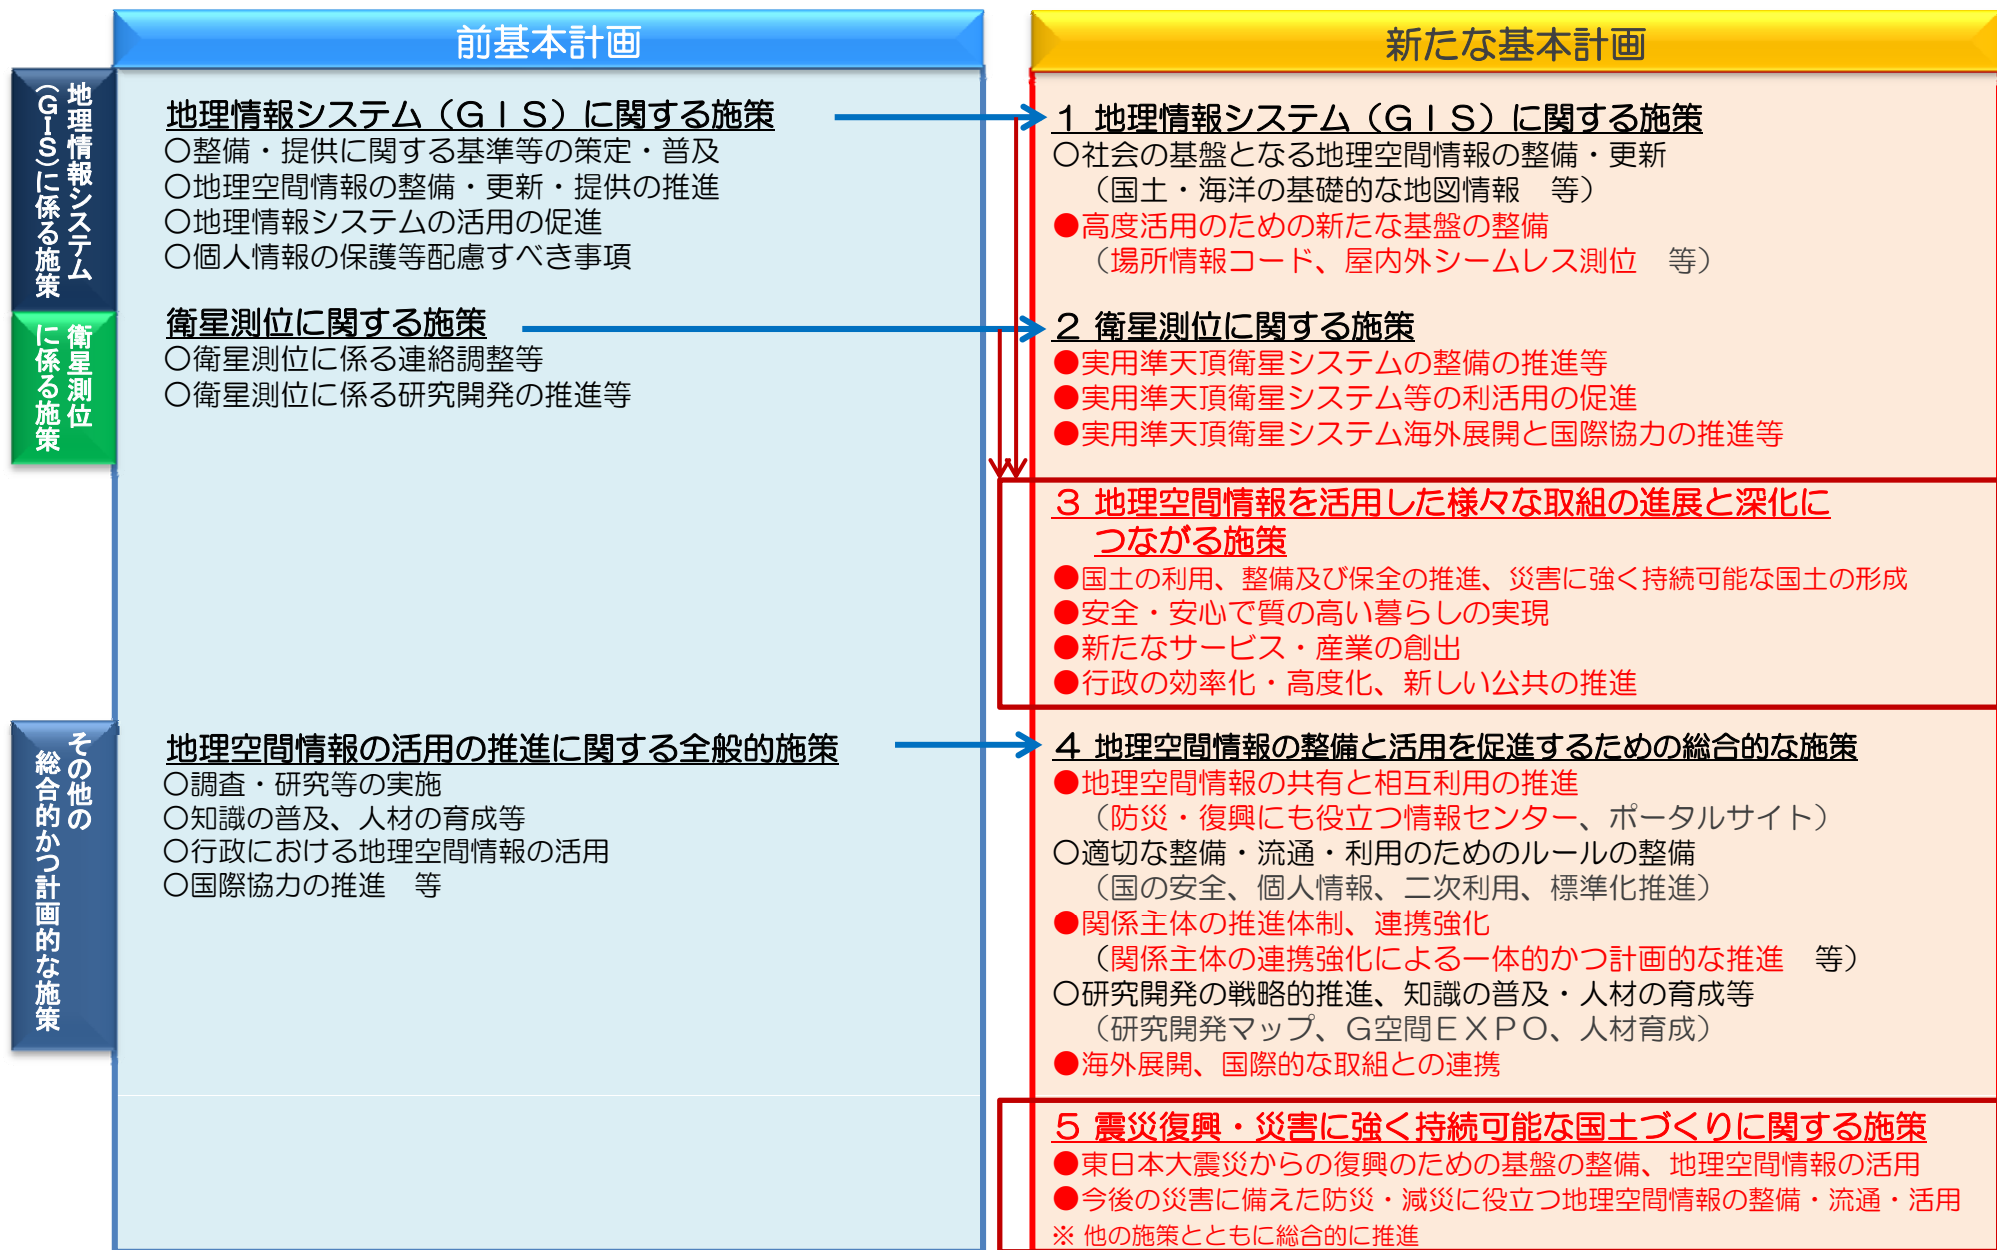 前基本計画
新たな基本計画
地理情報システム
（ＧＩＳ）に係る施策
地理情報システム（ＧＩＳ）に関する施策
○整備・提供に関する基準等の策定・普及
○地理空間情報の整備・更新・提供の推進
○地理情報システムの活用の促進
○個人情報の保護等配慮すべき事項
１ 地理情報システム（ＧＩＳ）に関する施策
○社会の基盤となる地理空間情報の整備・更新
（国土・海洋の基礎的な地図情報　等）
●高度活用のための新たな基盤の整備
（場所情報コード、屋内外シームレス測位　等）
衛星測位
に係る施策
衛星測位に関する施策
○衛星測位に係る連絡調整等
○衛星測位に係る研究開発の推進等
２ 衛星測位に関する施策
●実用準天頂衛星システムの整備の推進等
●実用準天頂衛星システム等の利活用の促進
●実用準天頂衛星システム海外展開と国際協力の推進等
３ 地理空間情報を活用した様々な取組の進展と深化に
つながる施策
●国土の利用、整備及び保全の推進、災害に強く持続可能な国土の形成
●安全・安心で質の高い暮らしの実現
●新たなサービス・産業の創出
●行政の効率化・高度化、新しい公共の推進
その他の
総合的かつ計画的な施策
地理空間情報の活用の推進に関する全般的施策
○調査・研究等の実施
○知識の普及、人材の育成等
○行政における地理空間情報の活用
○国際協力の推進　等
４ 地理空間情報の整備と活用を促進するための総合的な施策
●地理空間情報の共有と相互利用の推進
（防災・復興にも役立つ情報センター、ポータルサイト）
○適切な整備・流通・利用のためのルールの整備
（国の安全、個人情報、二次利用、標準化推進）
●関係主体の推進体制、連携強化
（関係主体の連携強化による一体的かつ計画的な推進　等）
○研究開発の戦略的推進、知識の普及・人材の育成等
（研究開発マップ、Ｇ空間ＥＸＰＯ、人材育成）
●海外展開、国際的な取組との連携
５ 震災復興・災害に強く持続可能な国土づくりに関する施策
●東日本大震災からの復興のための基盤の整備、地理空間情報の活用
●今後の災害に備えた防災・減災に役立つ地理空間情報の整備・流通・活用
※ 他の施策とともに総合的に推進